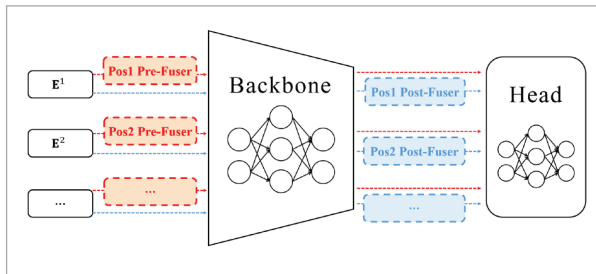 Pos1 Pre-Fuser
E¹
Pos2 Pre-Fuser
E²
...
...
Backbone
Pos1 Post-Fuser
Pos2 Post-Fuser
...
Head